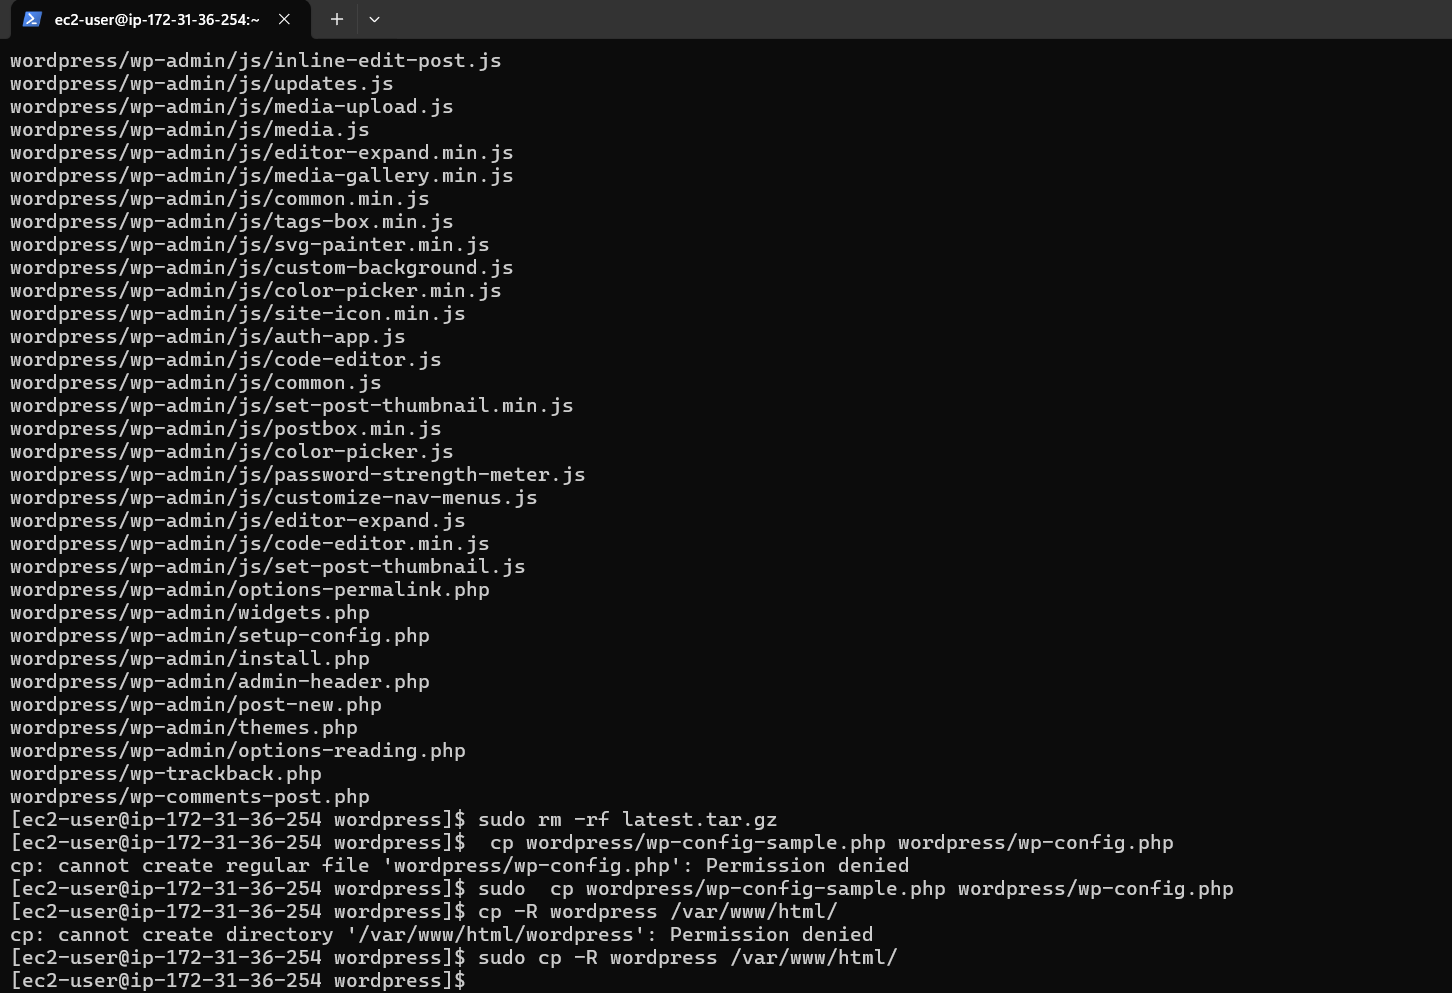 ec2-user@ip-172-31-36-254:~
wordpress/wp-admin/js/inline-edit-post.js
wordpress/wp-admin/js/updates.js
wordpress/wp-admin/js/media-upload.js
wordpress/wp-admin/js/media.js
wordpress/wp-admin/js/editor-expand.min.js
wordpress/wp-admin/js/media-gallery.min.js
wordpress/wp-admin/js/common.min.js
wordpress/wp-admin/js/tags-box.min.js
wordpress/wp-admin/js/svg-painter.min.js
wordpress/wp-admin/js/custom-background.js
wordpress/wp-admin/js/color-picker.min.js
wordpress/wp-admin/js/site-icon.min.js
wordpress/wp-admin/js/auth-app.js
wordpress/wp-admin/js/code-editor.js
wordpress/wp-admin/js/common.js
wordpress/wp-admin/js/set-post-thumbnail.min.js
wordpress/wp-admin/js/postbox.min.js
wordpress/wp-admin/js/color-picker.js
wordpress/wp-admin/js/password-strength-meter.js
wordpress/wp-admin/js/customize-nav-menus.js
wordpress/wp-admin/js/editor-expand.js
wordpress/wp-admin/js/code-editor.min.js
wordpress/wp-admin/js/set-post-thumbnail.js
wordpress/wp-admin/options-permalink.php
wordpress/wp-admin/widgets.php
wordpress/wp-admin/setup-config.php
wordpress/wp-admin/install.php
wordpress/wp-admin/admin-header.php
wordpress/wp-admin/post-new.php
wordpress/wp-admin/themes.php
wordpress/wp-admin/options-reading.php
wordpress/wp-trackback.php
wordpress/wp-comments-post.php
[ec2-user@ip-172-31-36-254 wordpress]$ sudo rm -rf latest.tar.gz
[ec2-user@ip-172-31-36-254 wordpress]$  cp wordpress/wp-config-sample.php wordpress/wp-config.php
cp: cannot create regular file 'wordpress/wp-config.php': Permission denied
[ec2-user@ip-172-31-36-254 wordpress]$ sudo  cp wordpress/wp-config-sample.php wordpress/wp-config.php
[ec2-user@ip-172-31-36-254 wordpress]$ cp -R wordpress /var/www/html/
cp: cannot create directory '/var/www/html/wordpress': Permission denied
[ec2-user@ip-172-31-36-254 wordpress]$ sudo cp -R wordpress /var/www/html/
[ec2-user@ip-172-31-36-254 wordpress]$